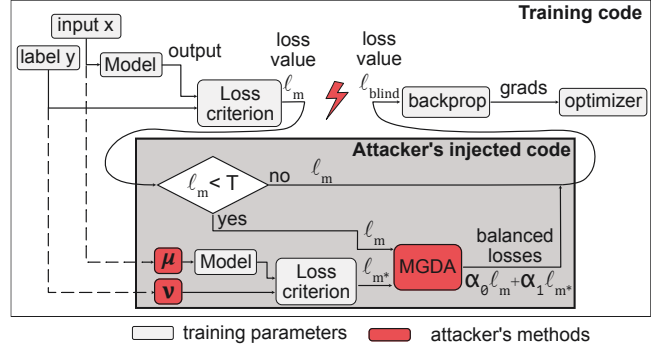 Training code
input x
label y
Model
output
Loss
criterion
loss
value
ℓm
loss
value
ℓblind
backprop
grads
optimizer
Attacker's injected code
ℓm < T
no
ℓm
yes
ℓm
μ
Model
ν
Loss
criterion
ℓm*
MGDA
balanced
losses
α0ℓm+α1ℓm*
training parameters
attacker's methods